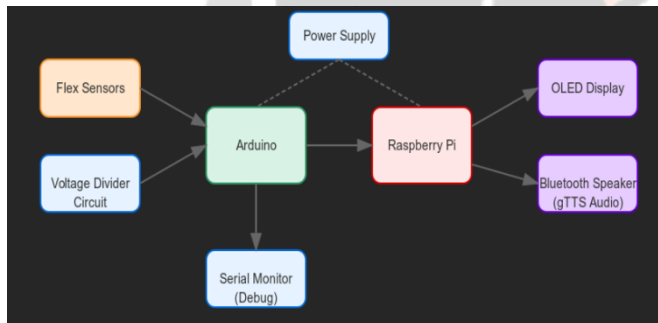 Power Supply
Flex Sensors
OLED Display
Arduino
Raspberry Pi
Voltage Divider
Circuit
Bluetooth Speaker
(gTTS Audio)
Serial Monitor
(Debug)